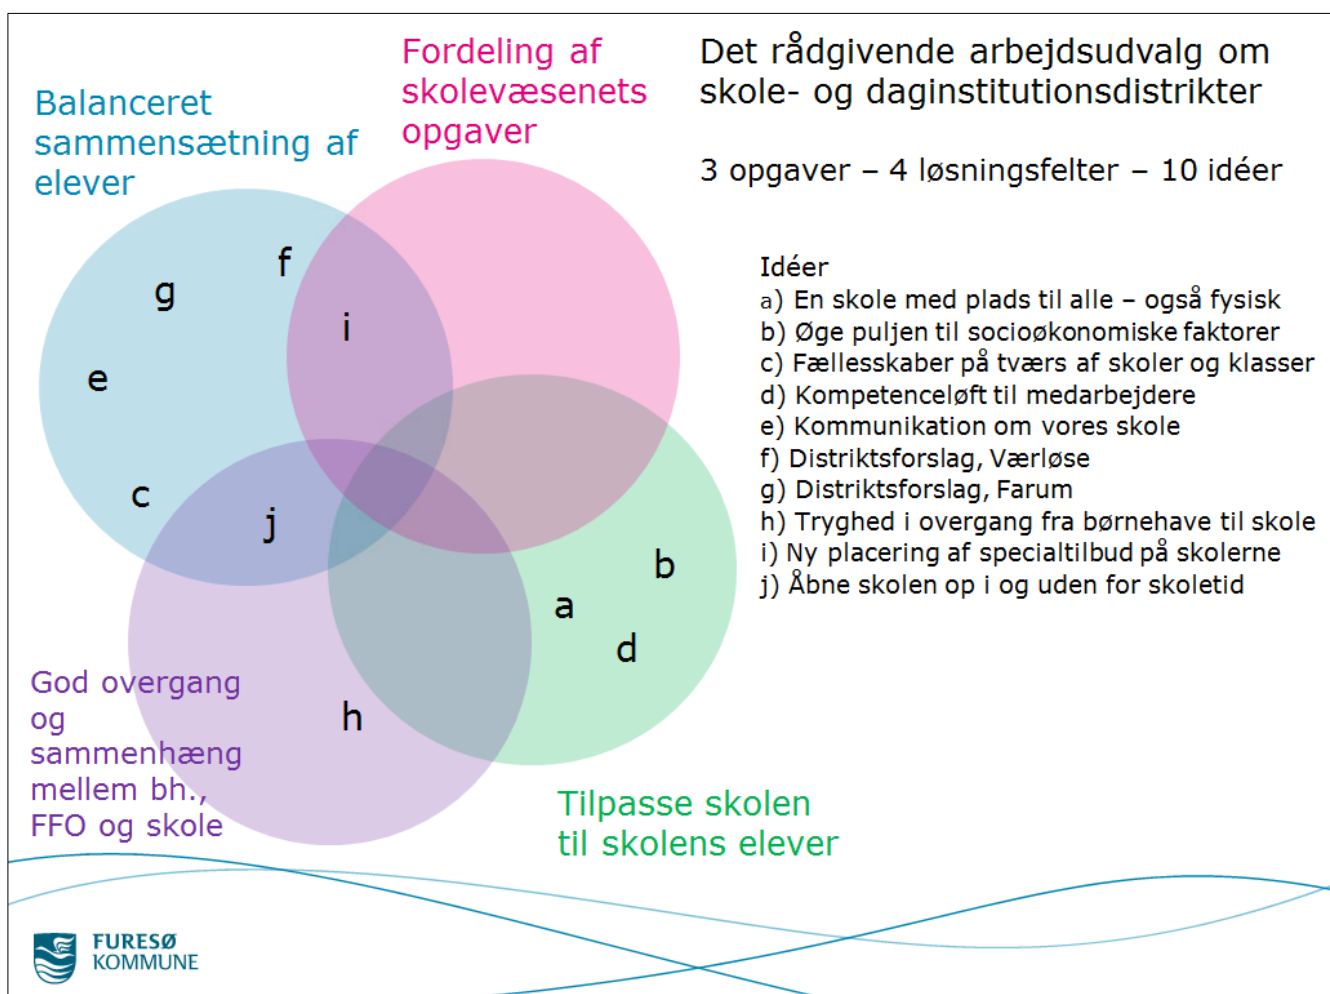 Balanceret
sammensætning af
elever
Fordeling af
skolevæsenets
opgaver
Det rådgivende arbejdsudvalg om
skole- og daginstitutionsdistrikter
3 opgaver – 4 løsningsfelter – 10 idéer
f
g
i
e
c
j
b
a
d
h
Idéer
a) En skole med plads til alle – også fysisk
b) Øge puljen til socioøkonomiske faktorer
c) Fællesskaber på tværs af skoler og klasser
d) Kompetenceløft til medarbejdere
e) Kommunikation om vores skole
f) Distriktsforslag, Værløse
g) Distriktsforslag, Farum
h) Tryghed i overgang fra børnehave til skole
i) Ny placering af specialtilbud på skolerne
j) Åbne skolen op i og uden for skoletid
God overgang
og
sammenhæng
mellem bh.,
FFO og skole
Tilpasse skolen
til skolens elever
FURESØ
KOMMUNE